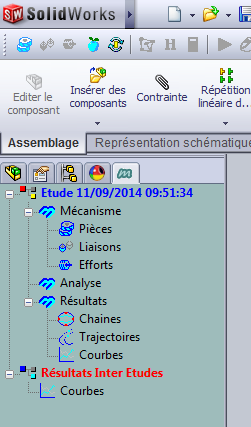 SW SOLIDWORKS
Editer le composant
Insérer des composants
Contrainte
Répétition linéaire d...
Assemblage
Représentation schématique
Etude 11/09/2014 09:51:34
Mécanisme
Pièces
Liaisons
Efforts
Analyse
Résultats
Chaines
Trajectoires
Courbes
Résultats Inter Etudes
Courbes